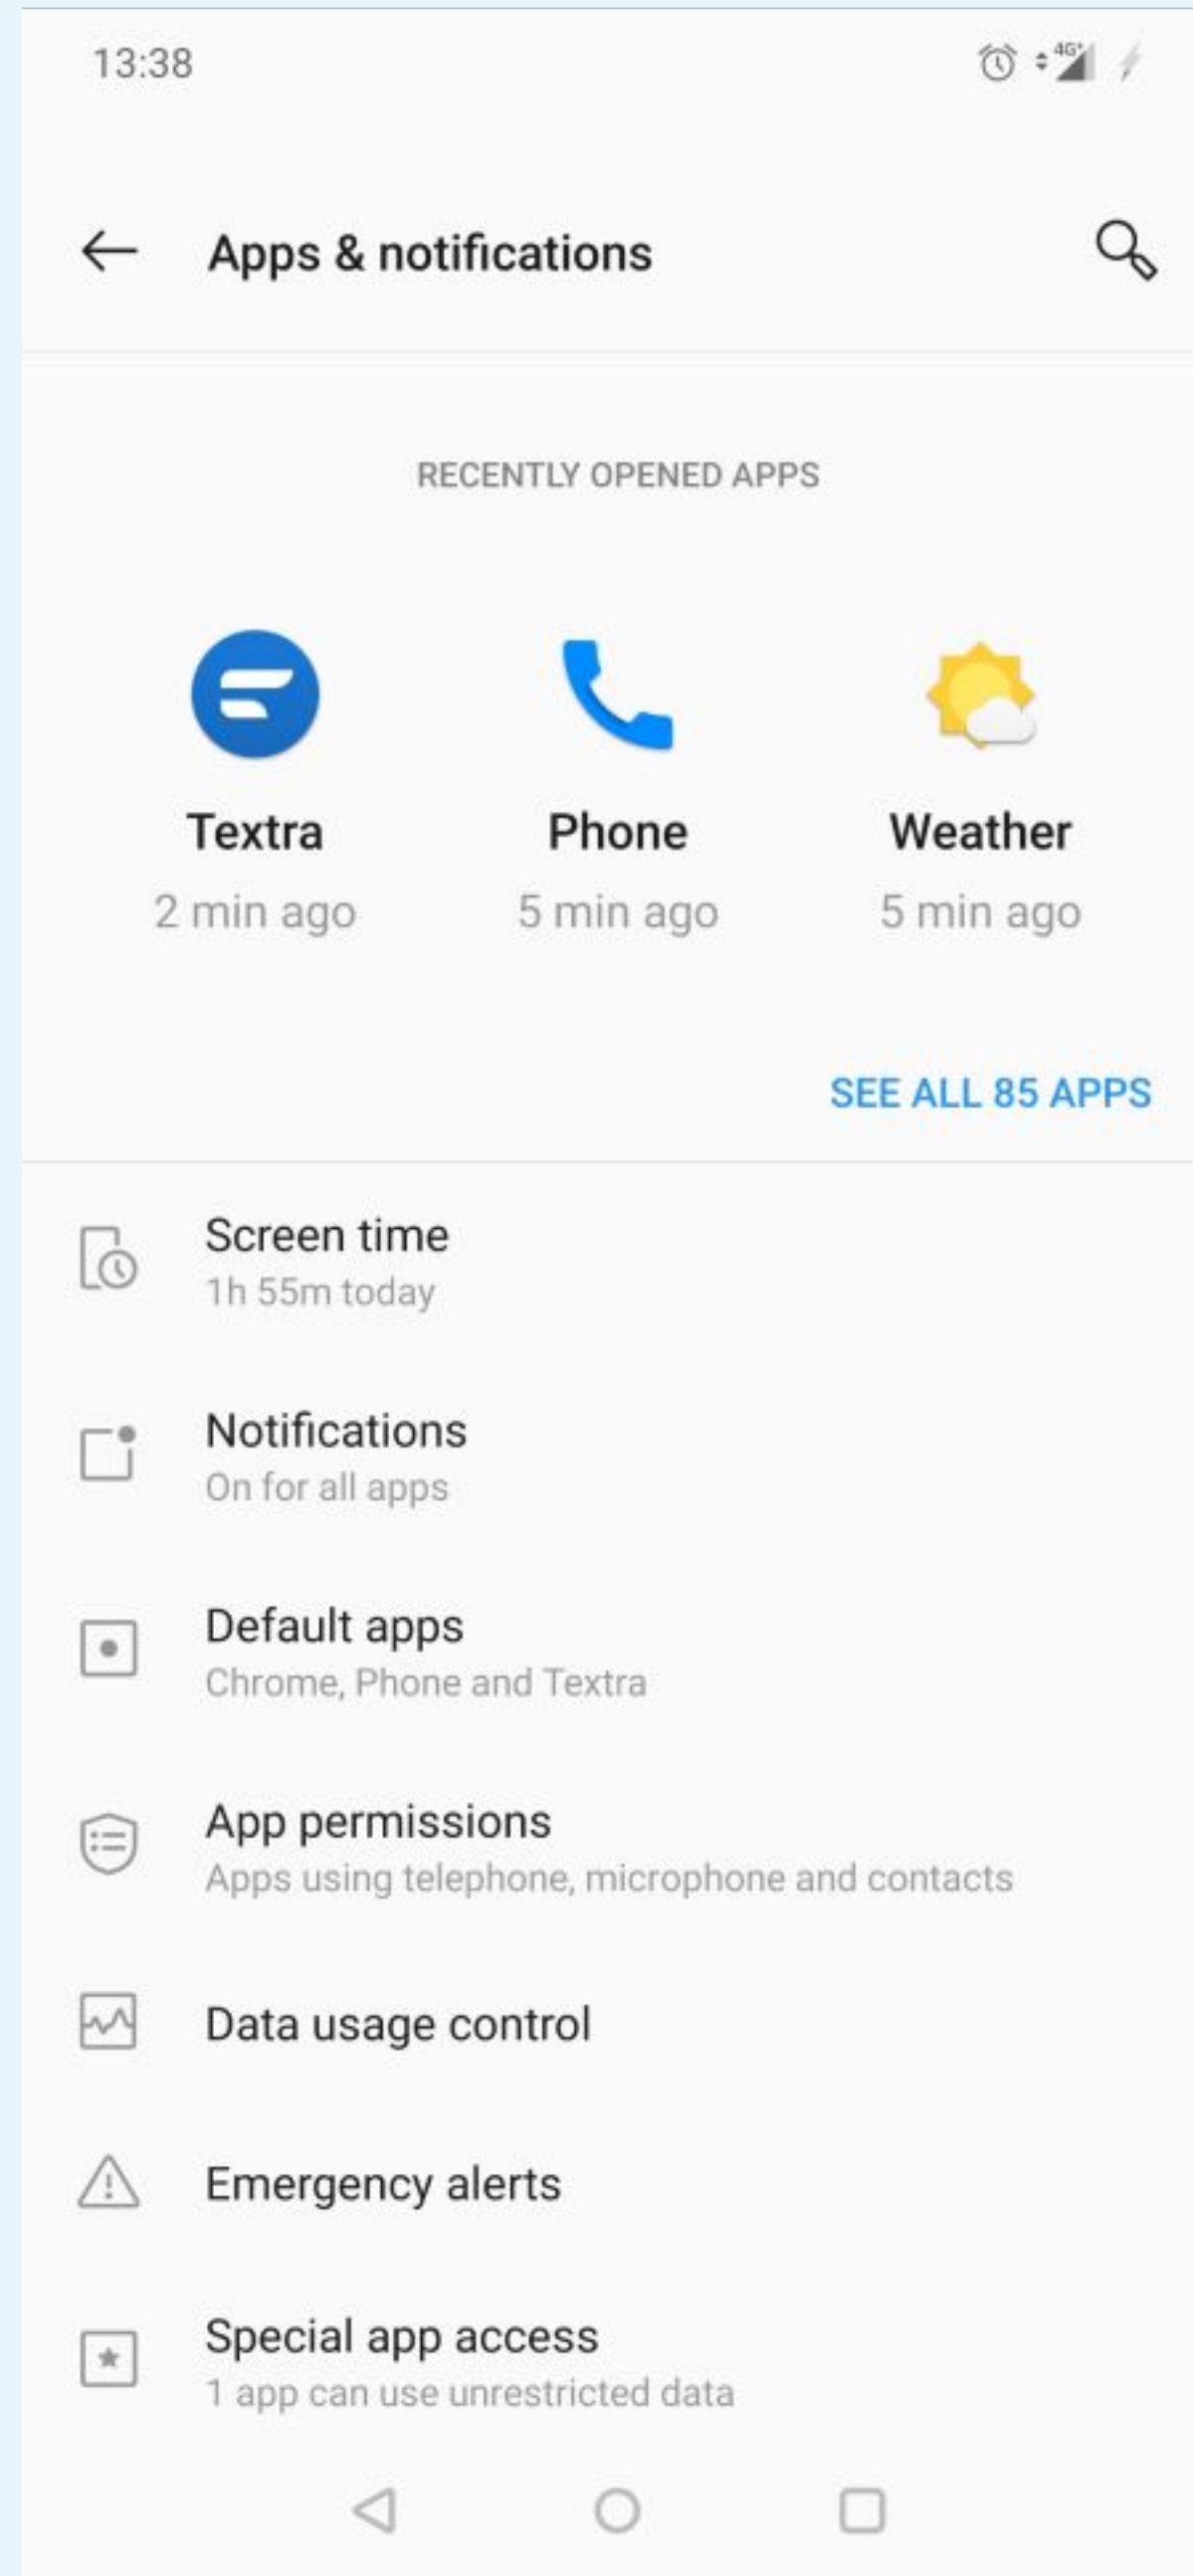 13:38
4G+
Apps & notifications
RECENTLY OPENED APPS
Textra Phone Weather
2 min ago 5 min ago 5 min ago
SEE ALL 85 APPS
Screen time
1h 55m today
Notifications
On for all apps
Default apps
Chrome, Phone and Textra
App permissions
Apps using telephone, microphone and contacts
Data usage control
Emergency alerts
Special app access
1 app can use unrestricted data